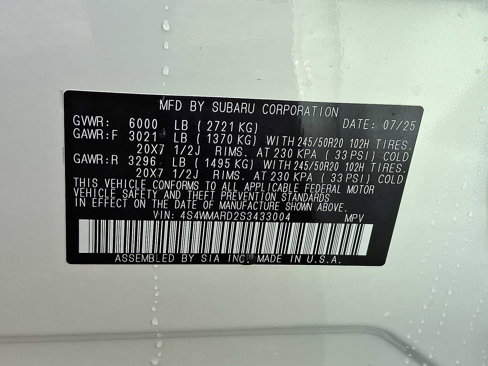 MFD BY SUBARU CORPORATION
GVWR: 6000 LB (2721 KG) DATE: 07/25
GAWR:F 3021 LB (1370 KG) WITH 245/50R20 102H TIRES.
20X7 1/2J RIMS. AT 230 KPA (33 PSI) COLD
GAWR:R 3296 LB (1495 KG) WITH 245/50R20 102H TIRES.
20X7 1/2J RIMS. AT 230 KPA (33 PSI) COLD
THIS VEHICLE CONFORMS TO ALL APPLICABLE FEDERAL MOTOR
VEHICLE SAFETY AND THEFT PREVENTION STANDARDS
IN EFFECT ON THE DATE OF MANUFACTURE SHOWN ABOVE.
VIN: 4S4WMARD2S3433004 MPV
ASSEMBLED BY SIA INC. MADE IN U.S.A.